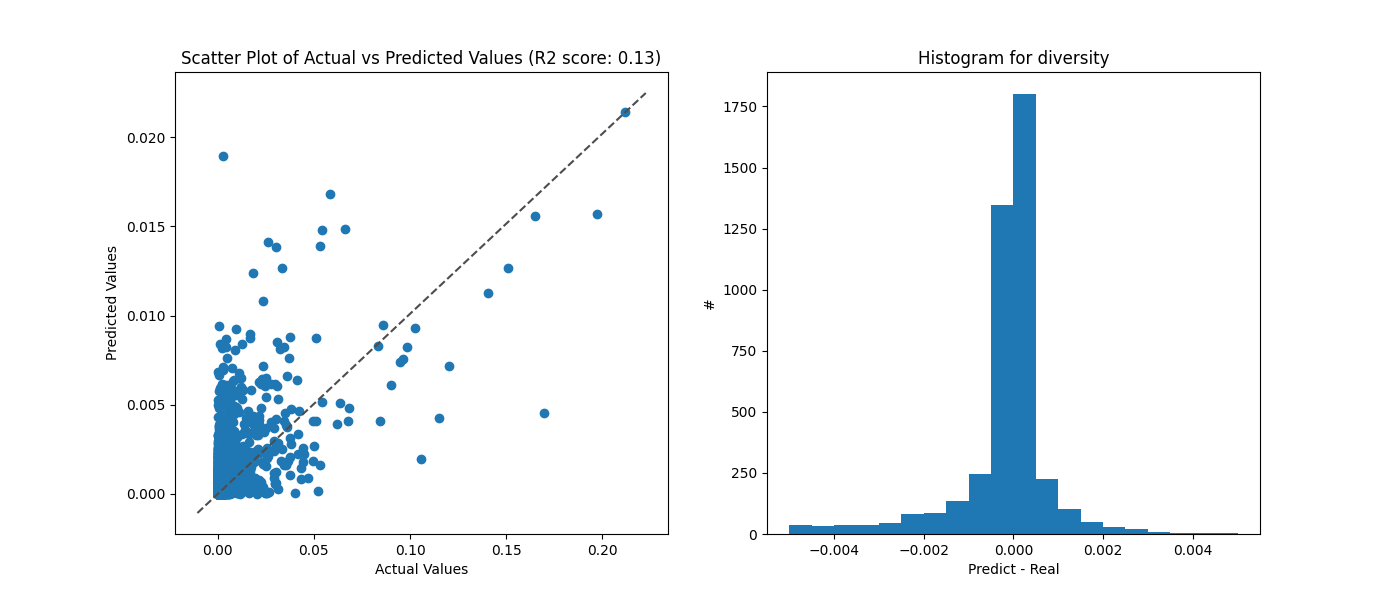 Scatter Plot of Actual vs Predicted Values (R2 score: 0.13)
0.020
0.015
0.010
0.005
0.000
Predicted Values
0.00 0.05 0.10 0.15 0.20
Actual Values
Histogram for diversity
1750
1500
1250
1000
750
500
250
0
#
−0.004 −0.002 0.000 0.002 0.004
Predict - Real